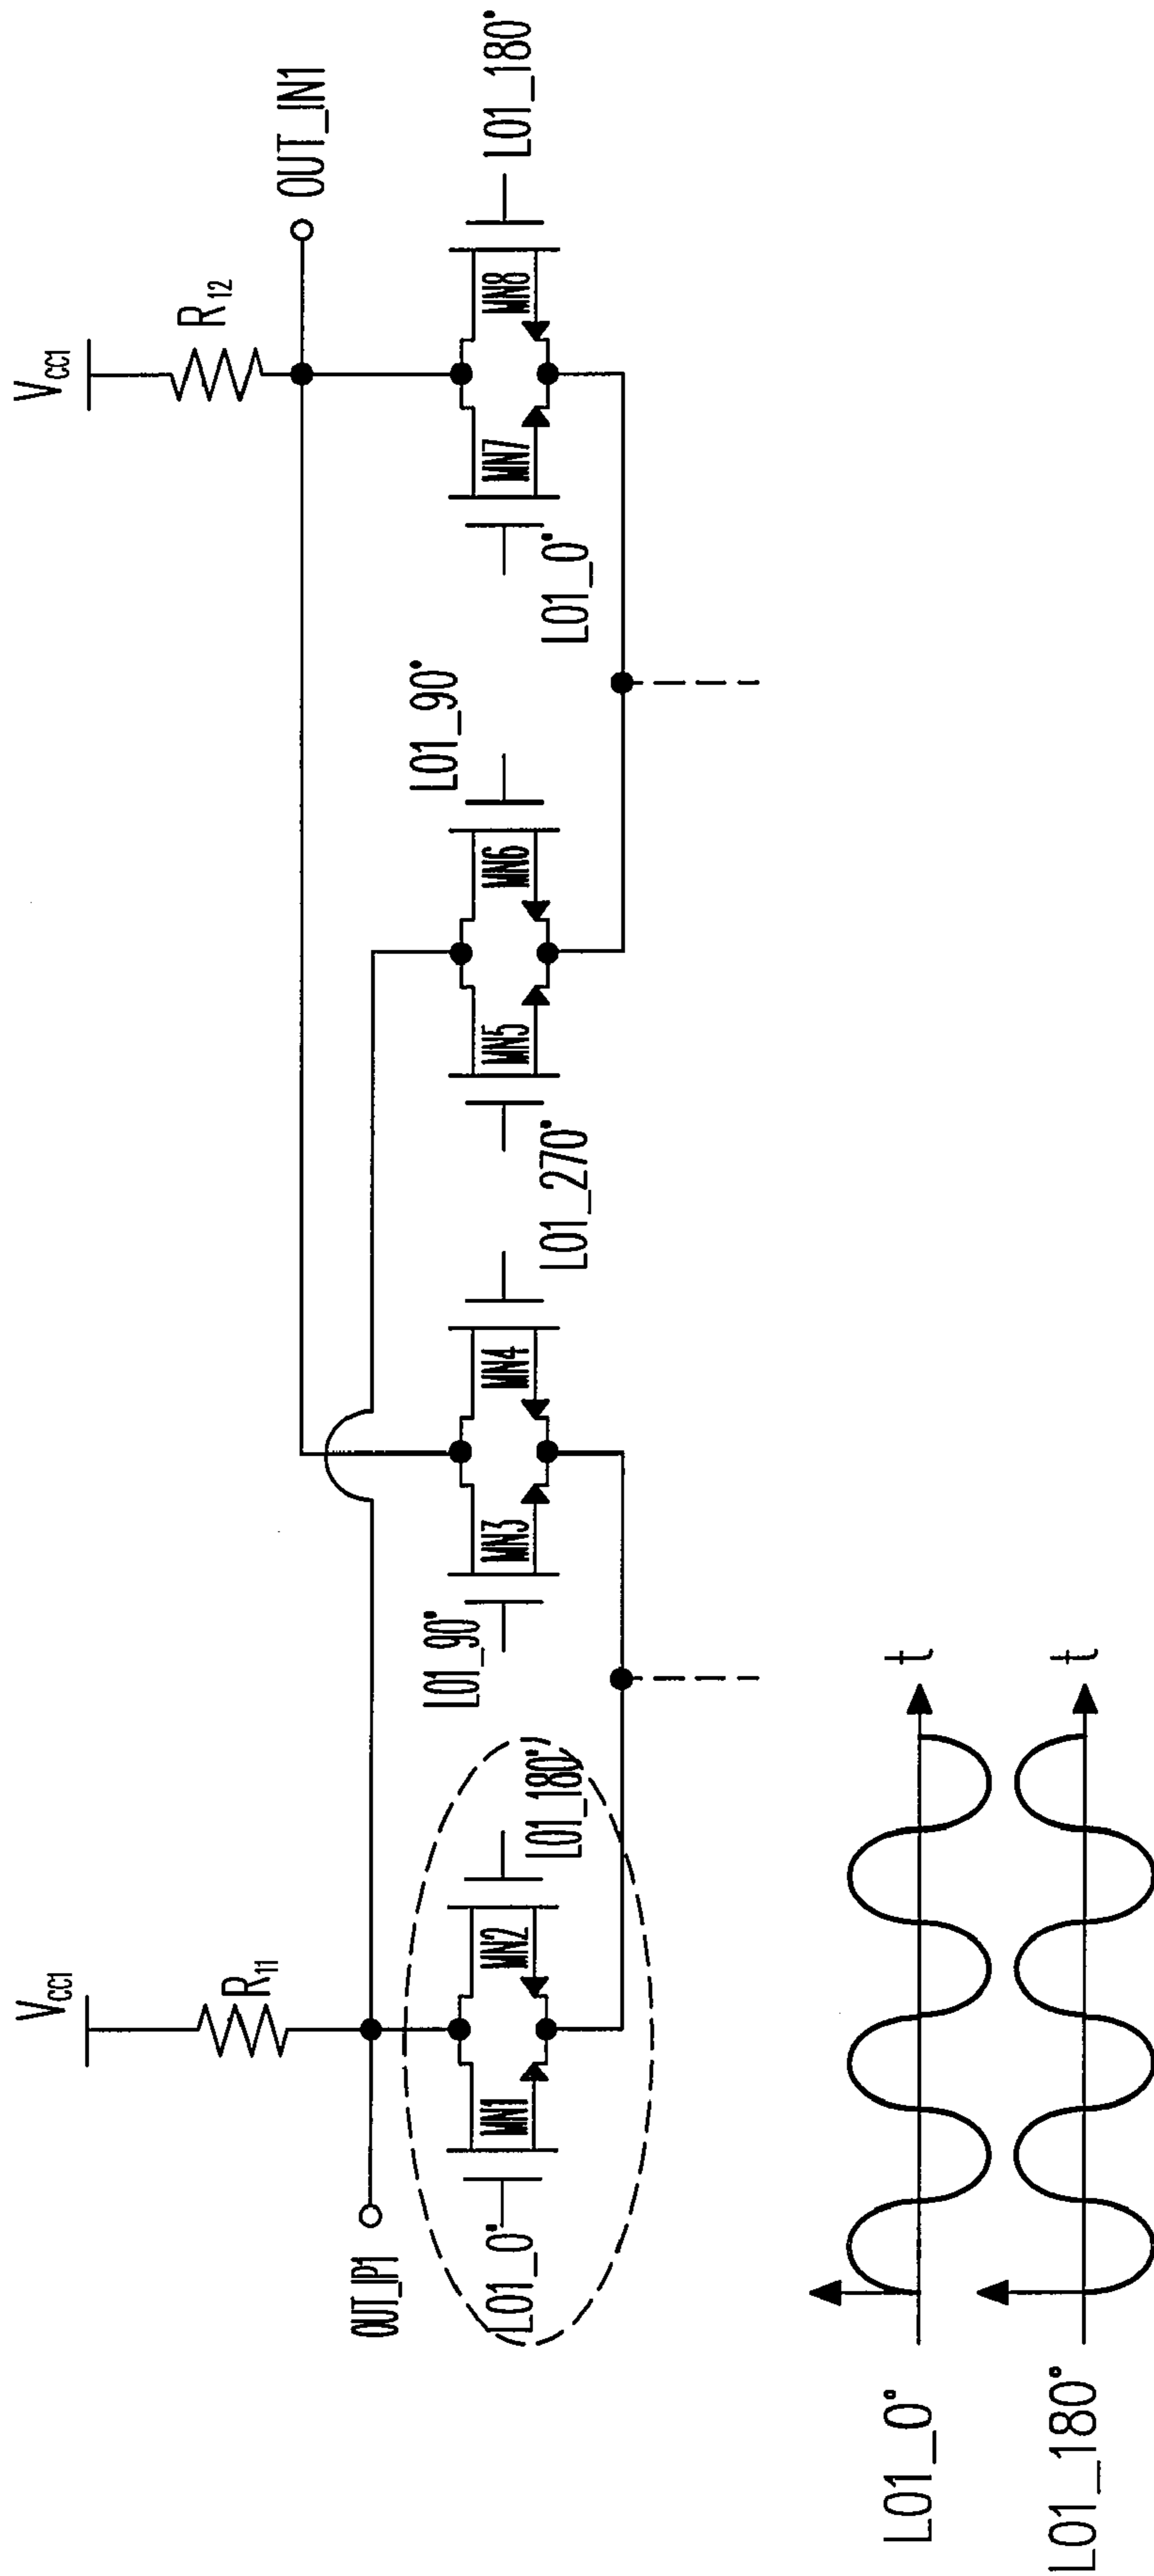 V_CC1
V_CC1
R_11
R_12
OUT_IP1
OUT_IN1
LO1_0°
MN1
MN2
LO1_180°
LO1_90°
MN3
MN4
LO1_270°
MN5
MN6
LO1_90°
LO1_0°
MN7
MN8
LO1_180°
LO1_0°
t
LO1_180°
t